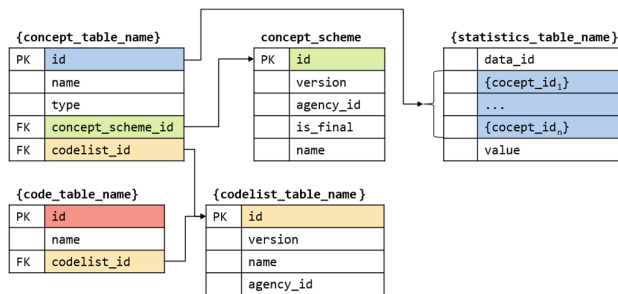 {concept_table_name}
PK id
name
type
FK concept_scheme_id
FK codelist_id
concept_scheme
PK id
version
agency_id
is_final
name
{statistics_table_name}
data_id
{cocept_id₁}
...
{cocept_idₙ}
value
{code_table_name}
PK id
name
FK codelist_id
{codelist_table_name}
PK id
version
name
agency_id